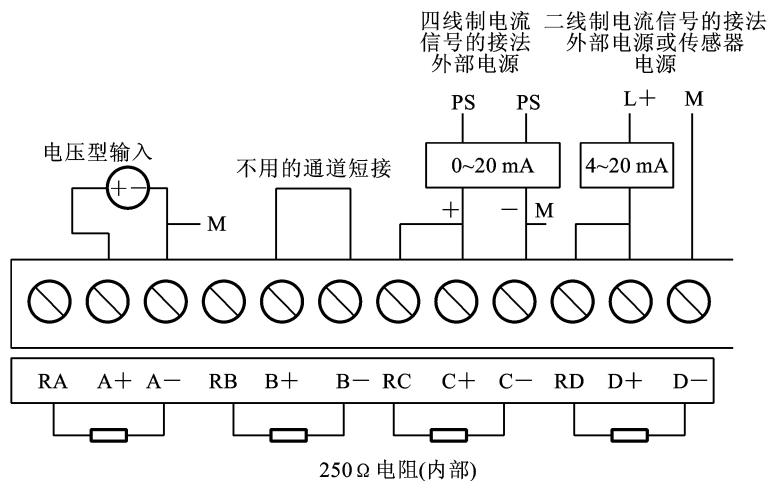 四线制电流
信号的接法
外部电源
二线制电流信号的接法
外部电源或传感器
电源
PS PS L+ M
电压型输入
不用的通道短接
0~20 mA
4~20 mA
+ −
M
+ − M
RA A+ A− RB B+ B− RC C+ C− RD D+ D−
250 Ω 电阻(内部)